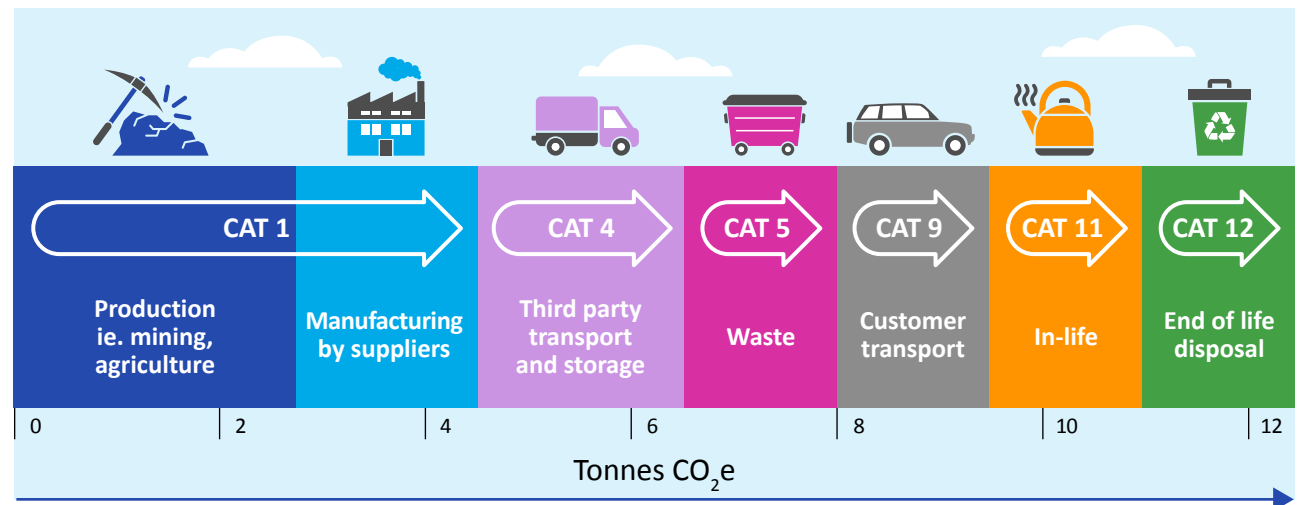 CAT 1
CAT 4
CAT 5
CAT 9
CAT 11
CAT 12
Production
ie. mining,
agriculture
Manufacturing
by suppliers
Third party
transport
and storage
Waste
Customer
transport
In-life
End of life
disposal
0
2
4
6
8
10
12
Tonnes CO₂e